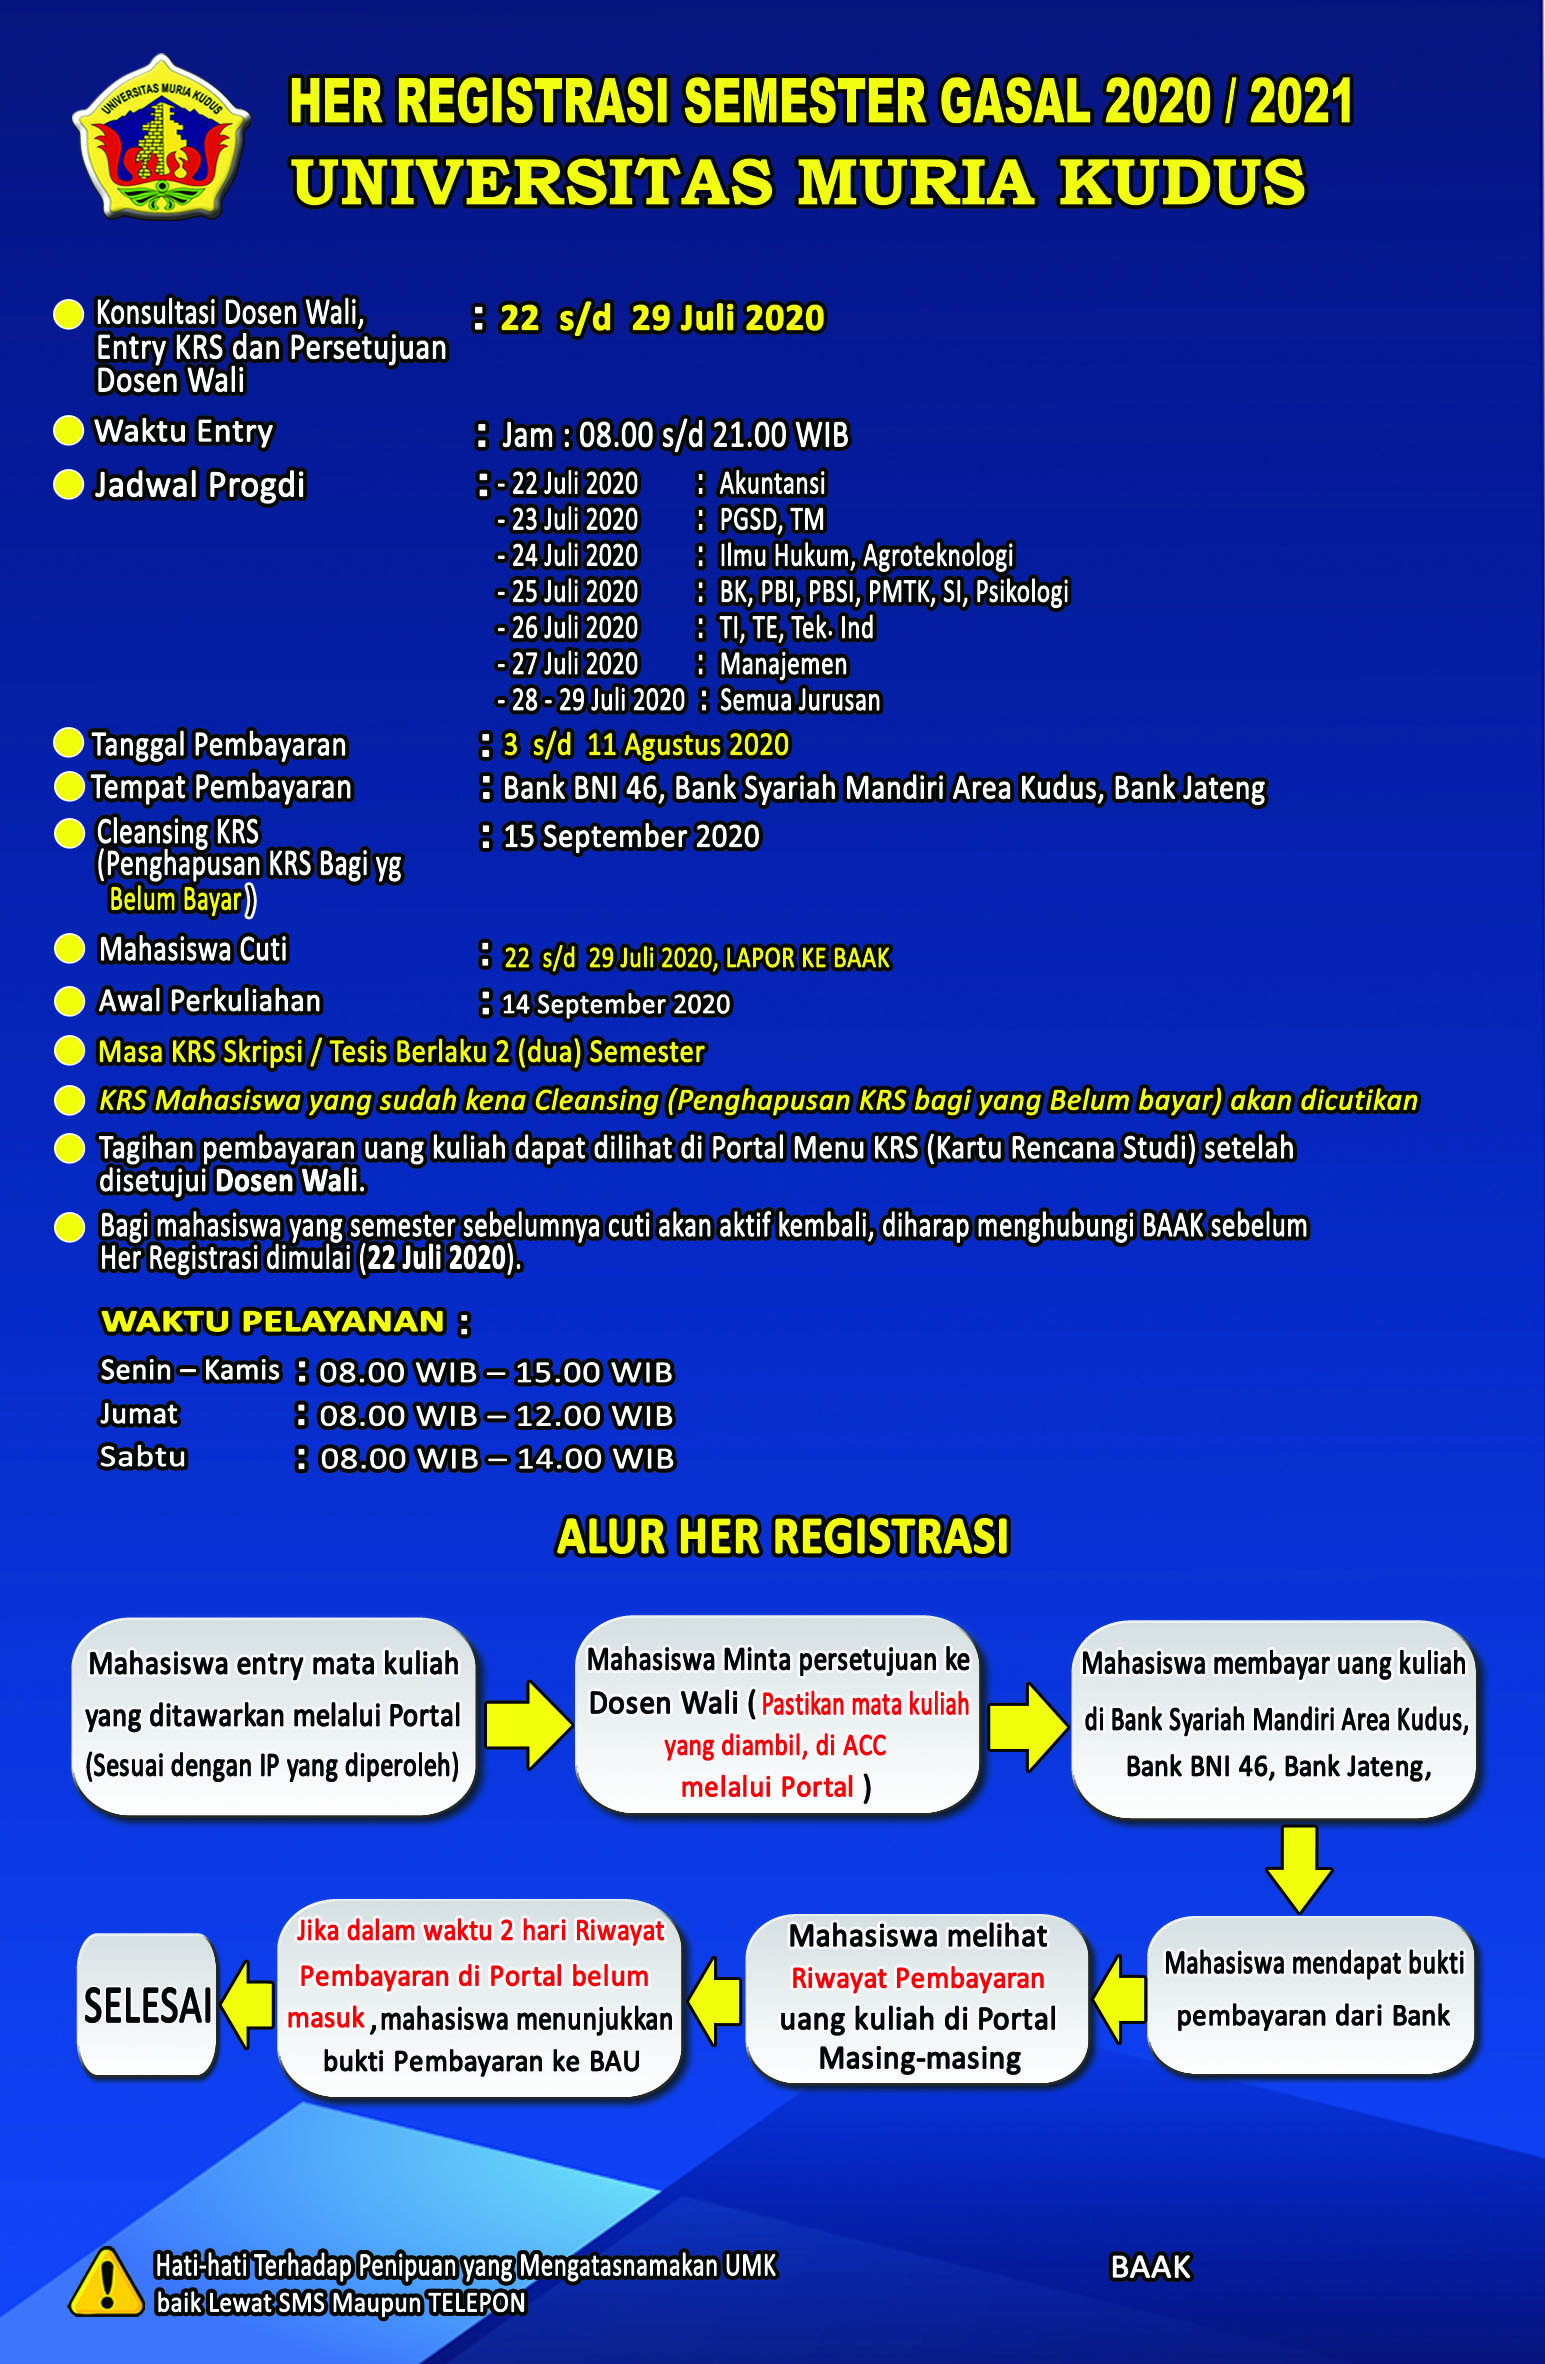 UNIVERSITAS MURIA KUDUS
HER REGISTRASI SEMESTER GASAL 2020 / 2021
UNIVERSITAS MURIA KUDUS
Konsultasi Dosen Wali, : 22 s/d 29 Juli 2020
Entry KRS dan Persetujuan
Dosen Wali
Waktu Entry : Jam : 08.00 s/d 21.00 WIB
Jadwal Progdi : - 22 Juli 2020 : Akuntansi
- 23 Juli 2020 : PGSD, TM
- 24 Juli 2020 : Ilmu Hukum, Agroteknologi
- 25 Juli 2020 : BK, PBI, PBSI, PMTK, SI, Psikologi
- 26 Juli 2020 : TI, TE, Tek. Ind
- 27 Juli 2020 : Manajemen
- 28 - 29 Juli 2020 : Semua Jurusan
Tanggal Pembayaran : 3 s/d 11 Agustus 2020
Tempat Pembayaran : Bank BNI 46, Bank Syariah Mandiri Area Kudus, Bank Jateng
Cleansing KRS : 15 September 2020
(Penghapusan KRS Bagi yg
Belum Bayar)
Mahasiswa Cuti : 22 s/d 29 Juli 2020, LAPOR KE BAAK
Awal Perkuliahan : 14 September 2020
Masa KRS Skripsi / Tesis Berlaku 2 (dua) Semester
KRS Mahasiswa yang sudah kena Cleansing (Penghapusan KRS bagi yang Belum bayar) akan dicutikan
Tagihan pembayaran uang kuliah dapat dilihat di Portal Menu KRS (Kartu Rencana Studi) setelah
disetujui Dosen Wali.
Bagi mahasiswa yang semester sebelumnya cuti akan aktif kembali, diharap menghubungi BAAK sebelum
Her Registrasi dimulai (22 Juli 2020).
WAKTU PELAYANAN :
Senin – Kamis : 08.00 WIB – 15.00 WIB
Jumat : 08.00 WIB – 12.00 WIB
Sabtu : 08.00 WIB – 14.00 WIB
ALUR HER REGISTRASI
Mahasiswa entry mata kuliah
yang ditawarkan melalui Portal
(Sesuai dengan IP yang diperoleh)
Mahasiswa Minta persetujuan ke
Dosen Wali ( Pastikan mata kuliah
yang diambil, di ACC
melalui Portal )
Mahasiswa membayar uang kuliah
di Bank Syariah Mandiri Area Kudus,
Bank BNI 46, Bank Jateng,
Mahasiswa mendapat bukti
pembayaran dari Bank
Mahasiswa melihat
Riwayat Pembayaran
uang kuliah di Portal
Masing-masing
Jika dalam waktu 2 hari Riwayat
Pembayaran di Portal belum
masuk , mahasiswa menunjukkan
bukti Pembayaran ke BAU
SELESAI
Hati-hati Terhadap Penipuan yang Mengatasnamakan UMK
baik Lewat SMS Maupun TELEPON
BAAK